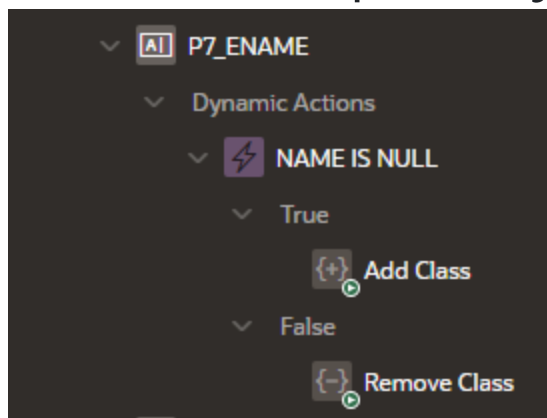 P7_ENAME
Dynamic Actions
NAME IS NULL
True
{+} Add Class
False
{-} Remove Class